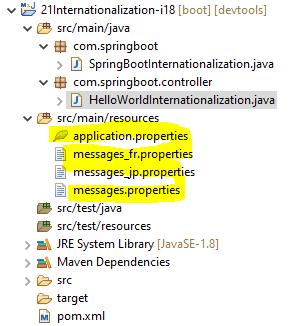 21Internationalization-i18 [boot] [devtools]
src/main/java
com.springboot
SpringBootInternationalization.java
com.springboot.controller
HelloWorldInternationalization.java
src/main/resources
application.properties
messages_fr.properties
messages_jp.properties
messages.properties
src/test/java
src/test/resources
JRE System Library [JavaSE-1.8]
Maven Dependencies
src
target
pom.xml